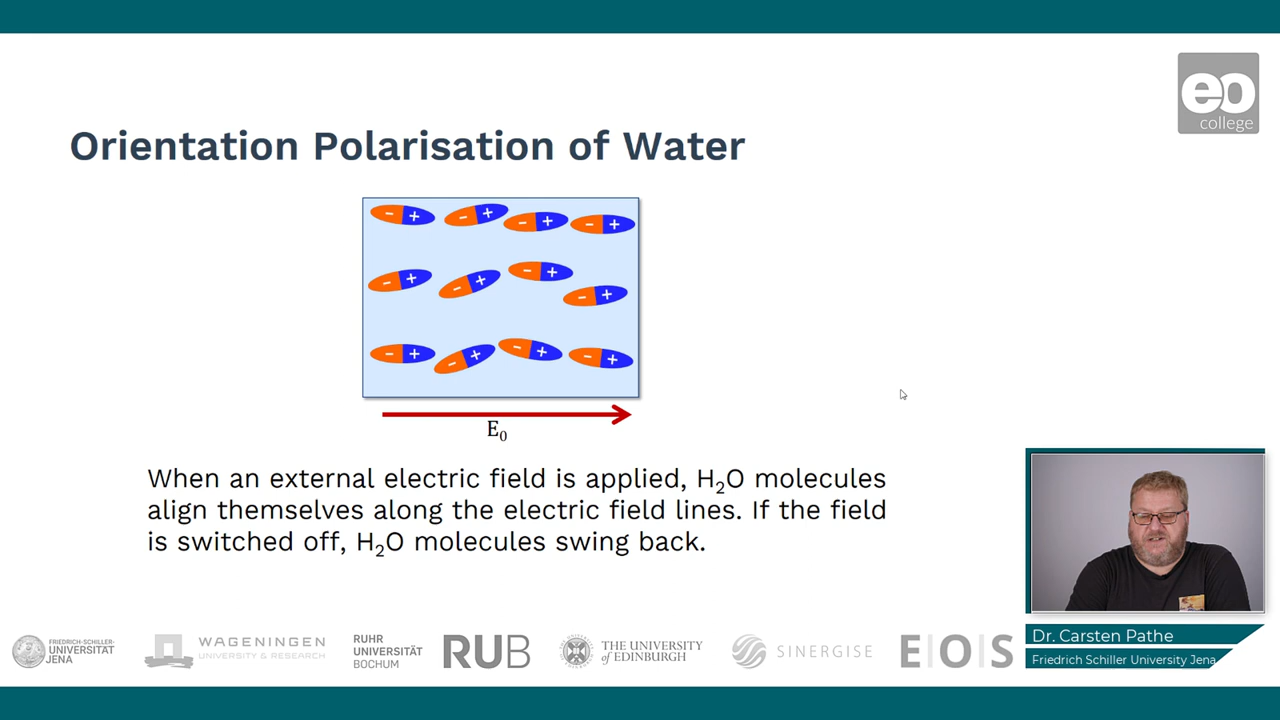 eo
college
Orientation Polarisation of Water
- + - + - + - +
- + - + - + - +
- + - + - + - +
E₀
When an external electric field is applied, H₂O molecules
align themselves along the electric field lines. If the field
is switched off, H₂O molecules swing back.
Dr. Carsten Pathe
Friedrich Schiller University Jena
FRIEDRICH-SCHILLER-
UNIVERSITÄT
JENA
WAGENINGEN
UNIVERSITY & RESEARCH
RUHR
UNIVERSITÄT
BOCHUM
RUB
THE UNIVERSITY
of EDINBURGH
SINERGISE
E|O|S